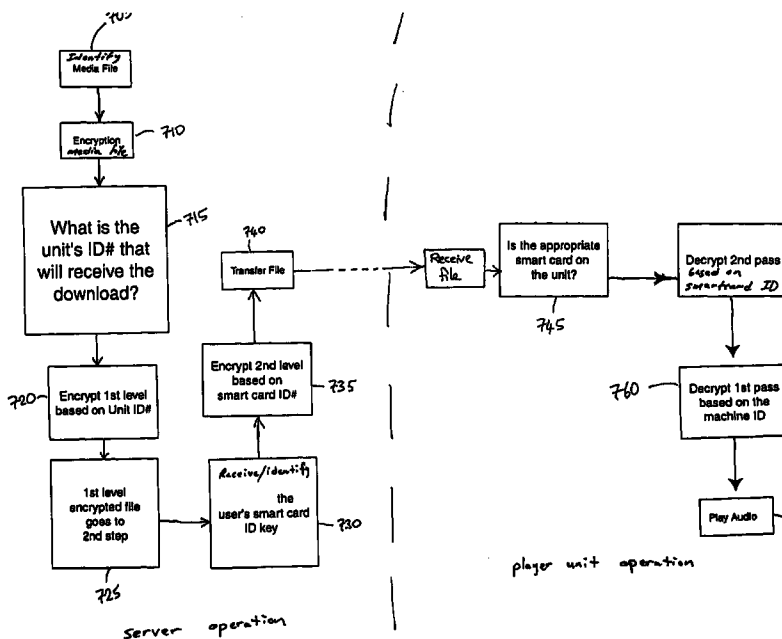 705
Identify
Media File
710
Encryption
media file
715
What is the
unit's ID# that
will receive the
download?
720
Encrypt 1st level
based on Unit ID#
1st level
encrypted file
goes to
2nd step
725
Receive/identify
the
user's smart card
ID key
730
Encrypt 2nd level
based on
smart card ID#
735
740
Transfer File
server operation
Receive
file
Is the appropriate
smart card on
the unit?
745
Decrypt 2nd pass
based on
smartcard ID
760
Decrypt 1st pass
based on the
machine ID
Play Audio
player unit operation